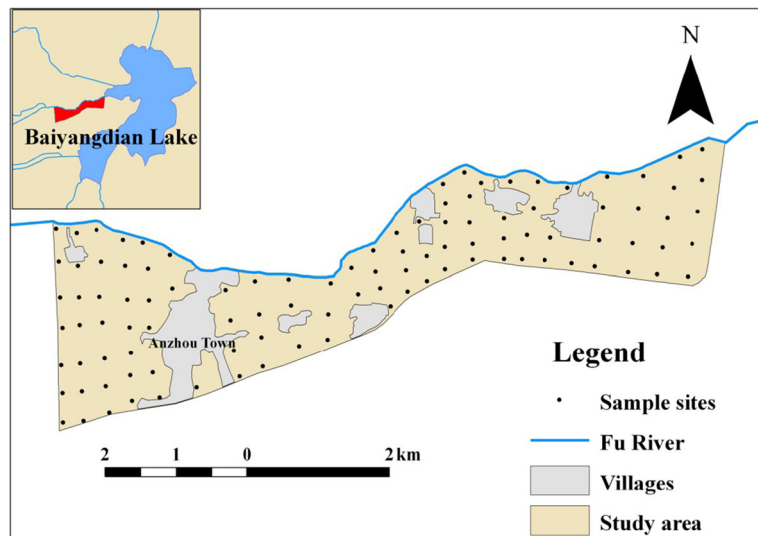 Baiyangdian Lake
N
Anzhou Town
Legend
Sample sites
Fu River
Villages
Study area
2 1 0 2 km